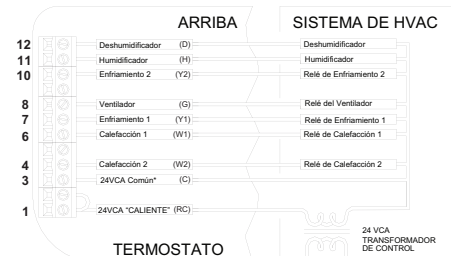 ARRIBA SISTEMA DE HVAC
12 Deshumidificador (D) Deshumidificador
11 Humidificador (H) Humidificador
10 Enfriamiento 2 (Y2) Relé de Enfriamiento 2
8 Ventilador (G) Relé del Ventilador
7 Enfriamiento 1 (Y1) Relé de Enfriamiento 1
6 Calefacción 1 (W1) Relé de Calefacción 1
4 Calefacción 2 (W2) Relé de Calefacción 2
3 24VCA Común* (C)
1 24VCA "CALIENTE" (RC)
24 VCA
TRANSFORMADOR
DE CONTROL
TERMOSTATO